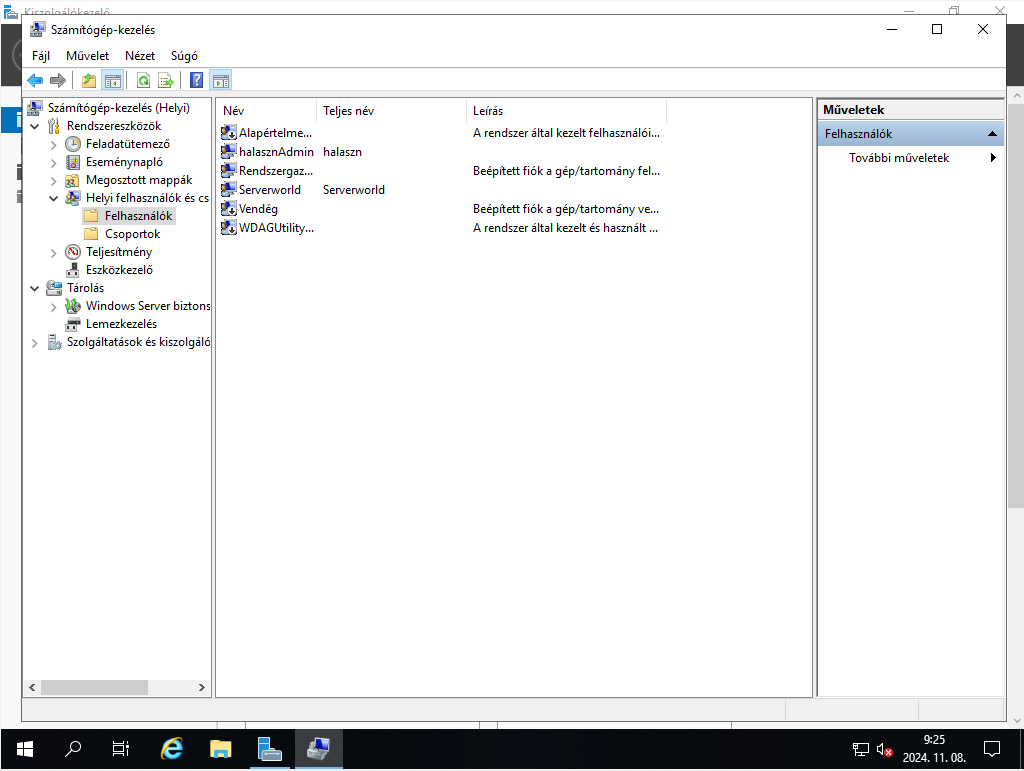 Kiszolgálókezelő
Számítógép-kezelés
Fájl Művelet Nézet Súgó
Számítógép-kezelés (Helyi)
Rendszereszközök
Feladatütemező
Eseménynapló
Megosztott mappák
Helyi felhasználók és cs
Felhasználók
Csoportok
Teljesítmény
Eszközkezelő
Tárolás
Windows Server biztons
Lemezkezelés
Szolgáltatások és kiszolgáló
Név Teljes név Leírás
Alapértelme... A rendszer által kezelt felhasználói...
halasznAdmin halaszn
Rendszergaz... Beépített fiók a gép/tartomány fel...
Serverworld Serverworld
Vendég Beépített fiók a gép/tartomány ve...
WDAGUtility... A rendszer által kezelt és használt ...
Műveletek
Felhasználók
További műveletek
9:25
2024. 11. 08.